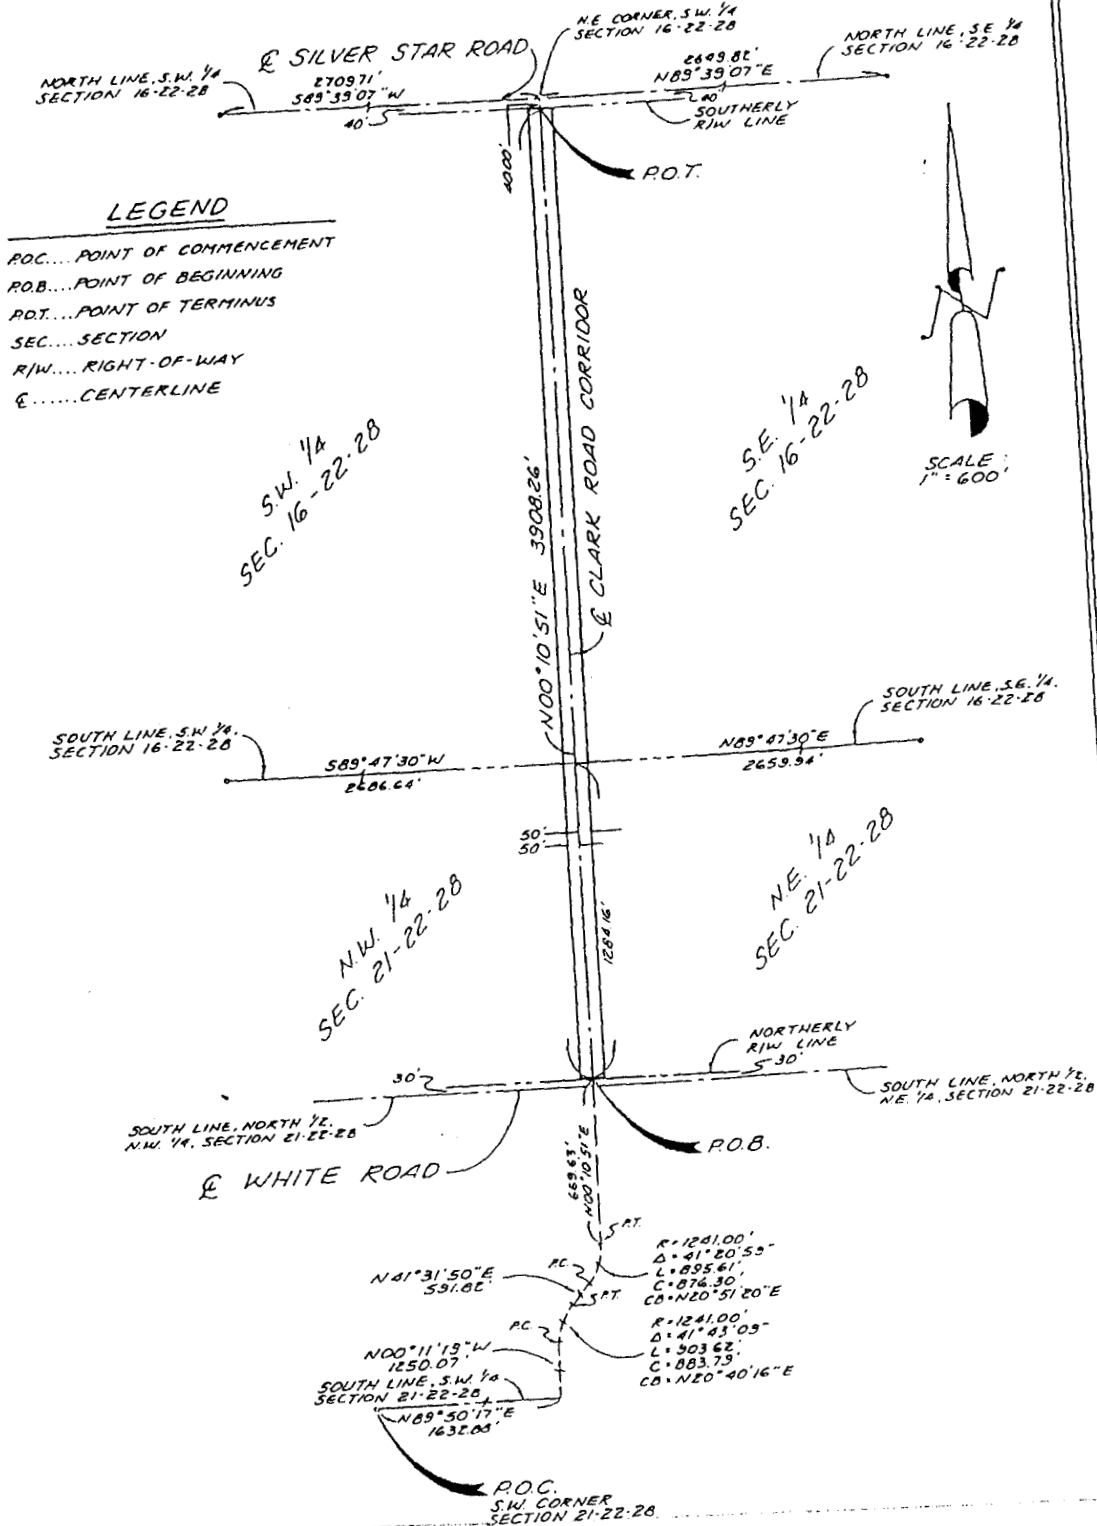 N.E. CORNER, S.W. 1/4
SECTION 16-22-28
℄ SILVER STAR ROAD
NORTH LINE, S.E. 1/4
SECTION 16-22-28
NORTH LINE, S.W. 1/4
SECTION 16-22-28
2709.71'
S89°39'07"W
2649.82'
N89°39'07"E
40'
40'
SOUTHERLY
R/W LINE
40.00'
P.O.T.
LEGEND
P.O.C.... POINT OF COMMENCEMENT
P.O.B.... POINT OF BEGINNING
P.O.T.... POINT OF TERMINUS
SEC.... SECTION
R/W.... RIGHT-OF-WAY
℄...... CENTERLINE
SCALE:
1" = 600'
S.W. 1/4
SEC. 16-22-28
S.E. 1/4
SEC. 16-22-28
N00°10'51"E 3908.26'
℄ CLARK ROAD CORRIDOR
SOUTH LINE, S.W. 1/4.
SECTION 16-22-28
SOUTH LINE, S.E. 1/4.
SECTION 16-22-28
S89°47'30"W
2686.64'
N89°47'30"E
2659.94'
50'
50'
1284.16'
N.W. 1/4
SEC. 21-22-28
N.E. 1/4
SEC. 21-22-28
NORTHERLY
R/W LINE
30'
30'
SOUTH LINE, NORTH 1/2,
N.W. 1/4, SECTION 21-22-28
SOUTH LINE, NORTH 1/2,
N.E. 1/4, SECTION 21-22-28
℄ WHITE ROAD
P.O.B.
669.63'
N00°10'51"E
P.T.
R=1241.00'
Δ=41°20'59"
L=895.61'
C=876.30'
CB=N20°51'20"E
P.C.
N41°31'50"E
591.82'
P.T.
P.C.
R=1241.00'
Δ=41°43'09"
L=903.62'
C=883.79'
CB=N20°40'16"E
N00°11'19"W
1250.07'
SOUTH LINE, S.W. 1/4
SECTION 21-22-28
N89°50'17"E
1632.88'
P.O.C.
S.W. CORNER
SECTION 21-22-28